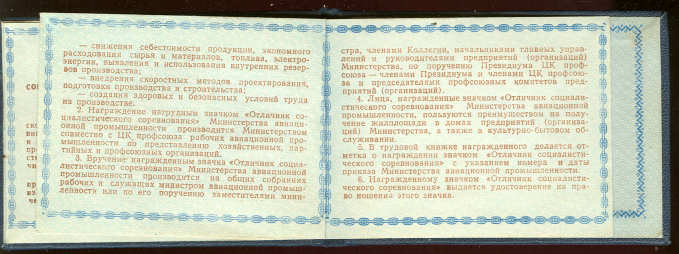 — снижения себестоимости продукции, экономного
расходования сырья и материалов, топлива, электро-
энергии, выявления и использования внутренних резер-
вов производства;
— внедрения скоростных методов проектирования,
подготовки производства и строительства;
— создания здоровых и безопасных условий труда
на производстве.
2. Награждение нагрудным значком «Отличник со-
циалистического соревнования» Министерства авиаци-
онной промышленности производится Министерством
совместно с ЦК профсоюза рабочих авиационной про-
мышленности по представлению хозяйственных, пар-
тийных и профсоюзных органов.
3. Вручение награжденным значка «Отличник социа-
листического соревнования» Министерства авиационной
промышленности производится на общих собраниях
рабочих и служащих министром авиационной промыш-
ленности или по его поручению заместителями мини-
стра, членами Коллегии, начальниками главных управ-
лений и руководителями предприятий (организаций)
Министерства, по поручению Президиума ЦК проф-
союза — членами Президиума и членами ЦК профсою-
за и председателями профсоюзных комитетов пред-
приятий (организаций).
4. Лица, награжденные значком «Отличник социали-
стического соревнования» Министерства авиационной
промышленности, пользуются преимуществом на полу-
чение жилплощади в домах предприятий (организа-
ций) Министерства, а также в культурно-бытовом об-
служивании.
5. В трудовой книжке награжденного делается от-
метка о награждении значком «Отличник социалистиче-
ского соревнования» с указанием номера и даты
приказа Министерства авиационной промышленности.
6. Награжденному значком «Отличник социалисти-
ческого соревнования» выдается удостоверение на пра-
во ношения этого значка.